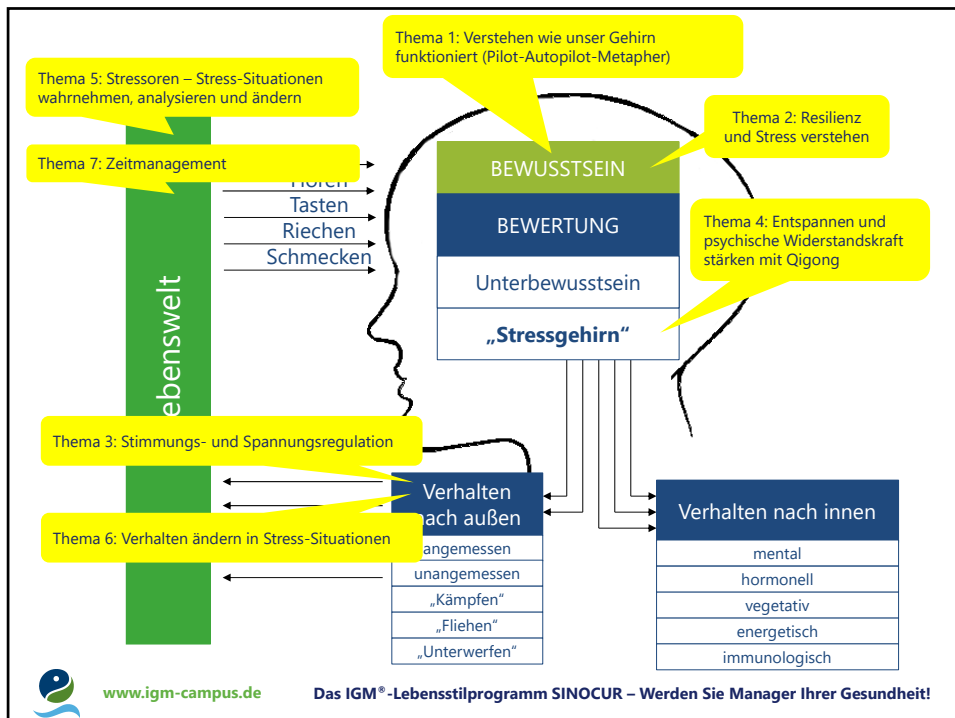 Thema 1: Verstehen wie unser Gehirn
funktioniert (Pilot-Autopilot-Metapher)
Thema 5: Stressoren – Stress-Situationen
wahrnehmen, analysieren und ändern
Thema 2: Resilienz
und Stress verstehen
Thema 7: Zeitmanagement
Hören
Tasten
Riechen
Schmecken
BEWUSSTSEIN
BEWERTUNG
Unterbewusstsein
„Stressgehirn“
Thema 4: Entspannen und
psychische Widerstandskraft
stärken mit Qigong
ebenswelt
Thema 3: Stimmungs- und Spannungsregulation
Thema 6: Verhalten ändern in Stress-Situationen
Verhalten
nach außen
angemessen
unangemessen
„Kämpfen“
„Fliehen“
„Unterwerfen“
Verhalten nach innen
mental
hormonell
vegetativ
energetisch
immunologisch
www.igm-campus.de
Das IGM®-Lebensstilprogramm SINOCUR – Werden Sie Manager Ihrer Gesundheit!